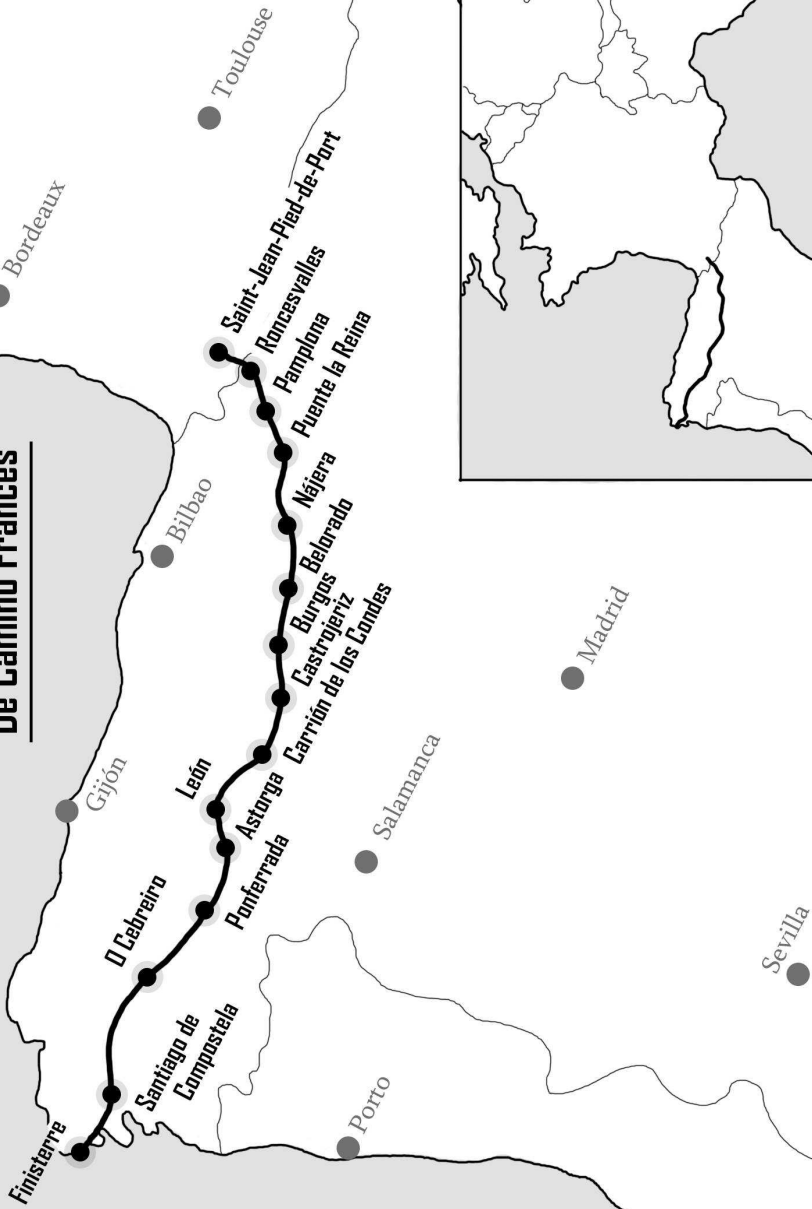 De Camino Frances
Bordeaux
Toulouse
Saint-Jean-Pied-de-Port
Roncesvalles
Pamplona
Puente la Reina
Nájera
Belorado
Burgos
Castrojeriz
Carrión de los Condes
León
Astorga
Ponferrada
O Cebreiro
Santiago de
Compostela
Finisterre
Bilbao
Gijón
Madrid
Salamanca
Sevilla
Porto